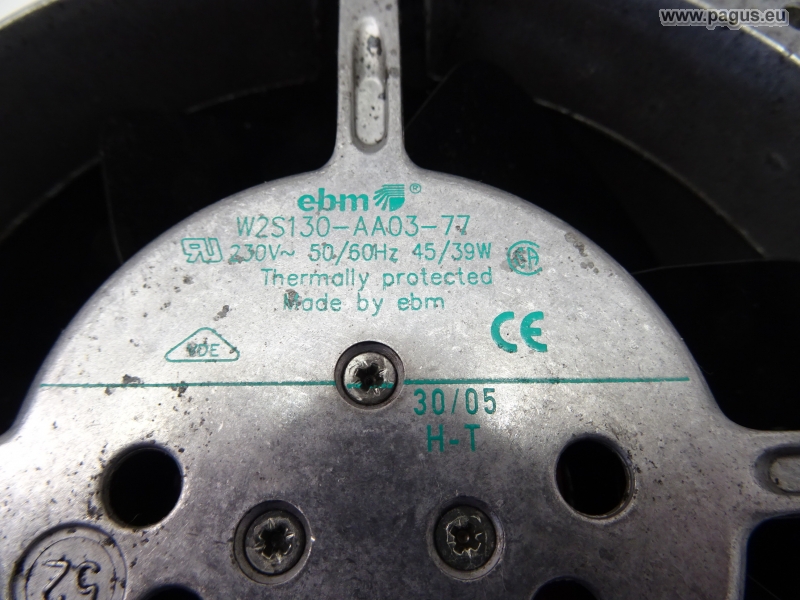 www.pagus.eu
ebm®
W2S130-AA03-77
230V~ 50/60Hz 45/39W
Thermally protected
Made by ebm
VDE
CE
30/05
H-T
52